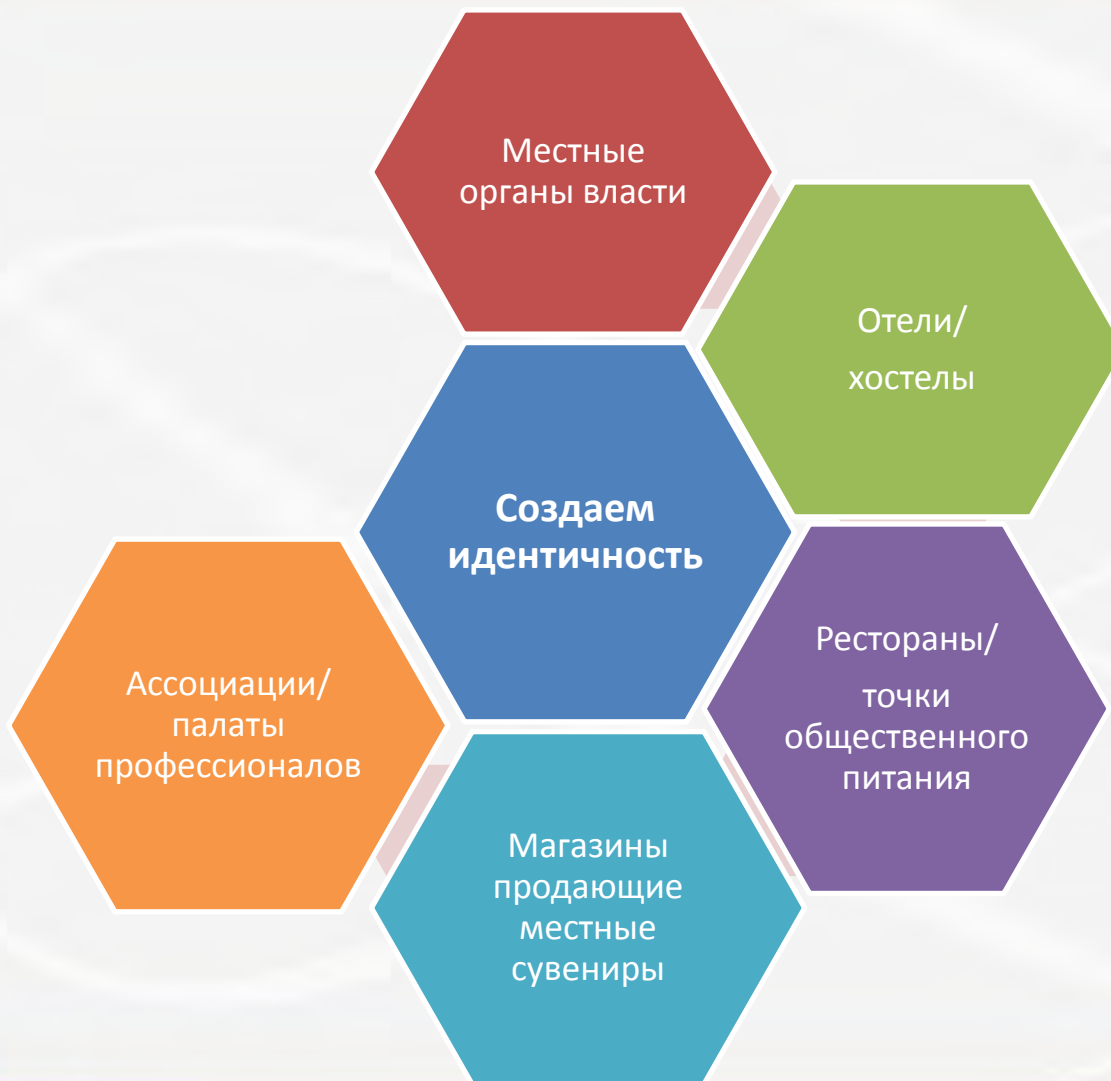 Местные
органы власти
Отели/
хостелы
Создаем
идентичность
Рестораны/
точки
общественного
питания
Ассоциации/
палаты
профессионалов
Магазины
продающие
местные
сувениры